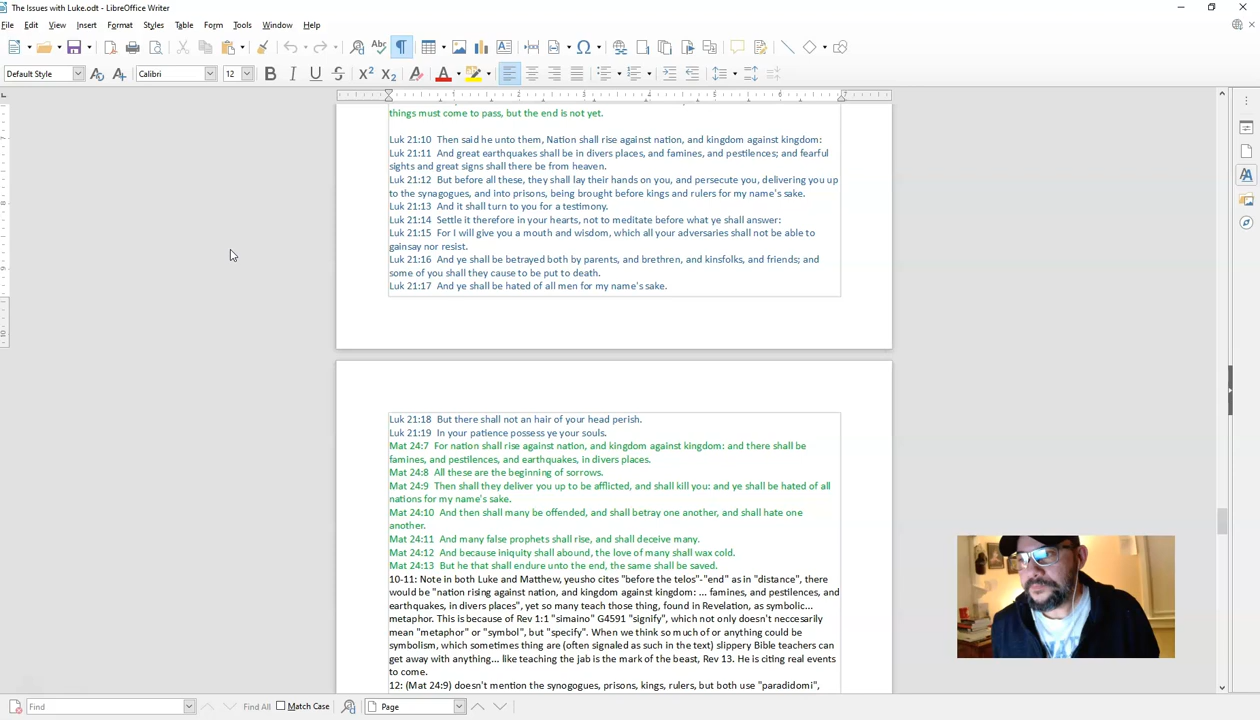 The Issues with Luke.odt - LibreOffice Writer
File Edit View Insert Format Styles Table Form Tools Window Help
Default Style Calibri 12
1 2 3 4 5 6 7
things must come to pass, but the end is not yet.
Luk 21:10 Then said he unto them, Nation shall rise against nation, and kingdom against kingdom:
Luk 21:11 And great earthquakes shall be in divers places, and famines, and pestilences; and fearful
sights and great signs shall there be from heaven.
Luk 21:12 But before all these, they shall lay their hands on you, and persecute you, delivering you up
to the synagogues, and into prisons, being brought before kings and rulers for my name's sake.
Luk 21:13 And it shall turn to you for a testimony.
Luk 21:14 Settle it therefore in your hearts, not to meditate before what ye shall answer:
Luk 21:15 For I will give you a mouth and wisdom, which all your adversaries shall not be able to
gainsay nor resist.
Luk 21:16 And ye shall be betrayed both by parents, and brethren, and kinsfolks, and friends; and
some of you shall they cause to be put to death.
Luk 21:17 And ye shall be hated of all men for my name's sake.
Luk 21:18 But there shall not an hair of your head perish.
Luk 21:19 In your patience possess ye your souls.
Mat 24:7 For nation shall rise against nation, and kingdom against kingdom: and there shall be
famines, and pestilences, and earthquakes, in divers places.
Mat 24:8 All these are the beginning of sorrows.
Mat 24:9 Then shall they deliver you up to be afflicted, and shall kill you: and ye shall be hated of all
nations for my name's sake.
Mat 24:10 And then shall many be offended, and shall betray one another, and shall hate one
another.
Mat 24:11 And many false prophets shall rise, and shall deceive many.
Mat 24:12 And because iniquity shall abound, the love of many shall wax cold.
Mat 24:13 But he that shall endure unto the end, the same shall be saved.
10-11: Note in both Luke and Matthew, yeusho cites "before the telos"-"end" as in "distance", there
would be "nation rising against nation, and kingdom against kingdom: ... famines, and pestilences, and
earthquakes, in divers places", yet so many teach those thing, found in Revelation, as symbolic...
metaphor. This is because of Rev 1:1 "simaino" G4591 "signify", which not only doesn't neccesarily
mean "metaphor" or "symbol", but "specify". When we think so much of or anything could be
symbolism, which sometimes thing are (often signaled as such in the text) slippery Bible teachers can
get away with anything... like teaching the jab is the mark of the beast, Rev 13. He is citing real events
to come.
12: (Mat 24:9) doesn't mention the synogogues, prisons, kings, rulers, but both use "paradidomi",
Find Find All Match Case Page